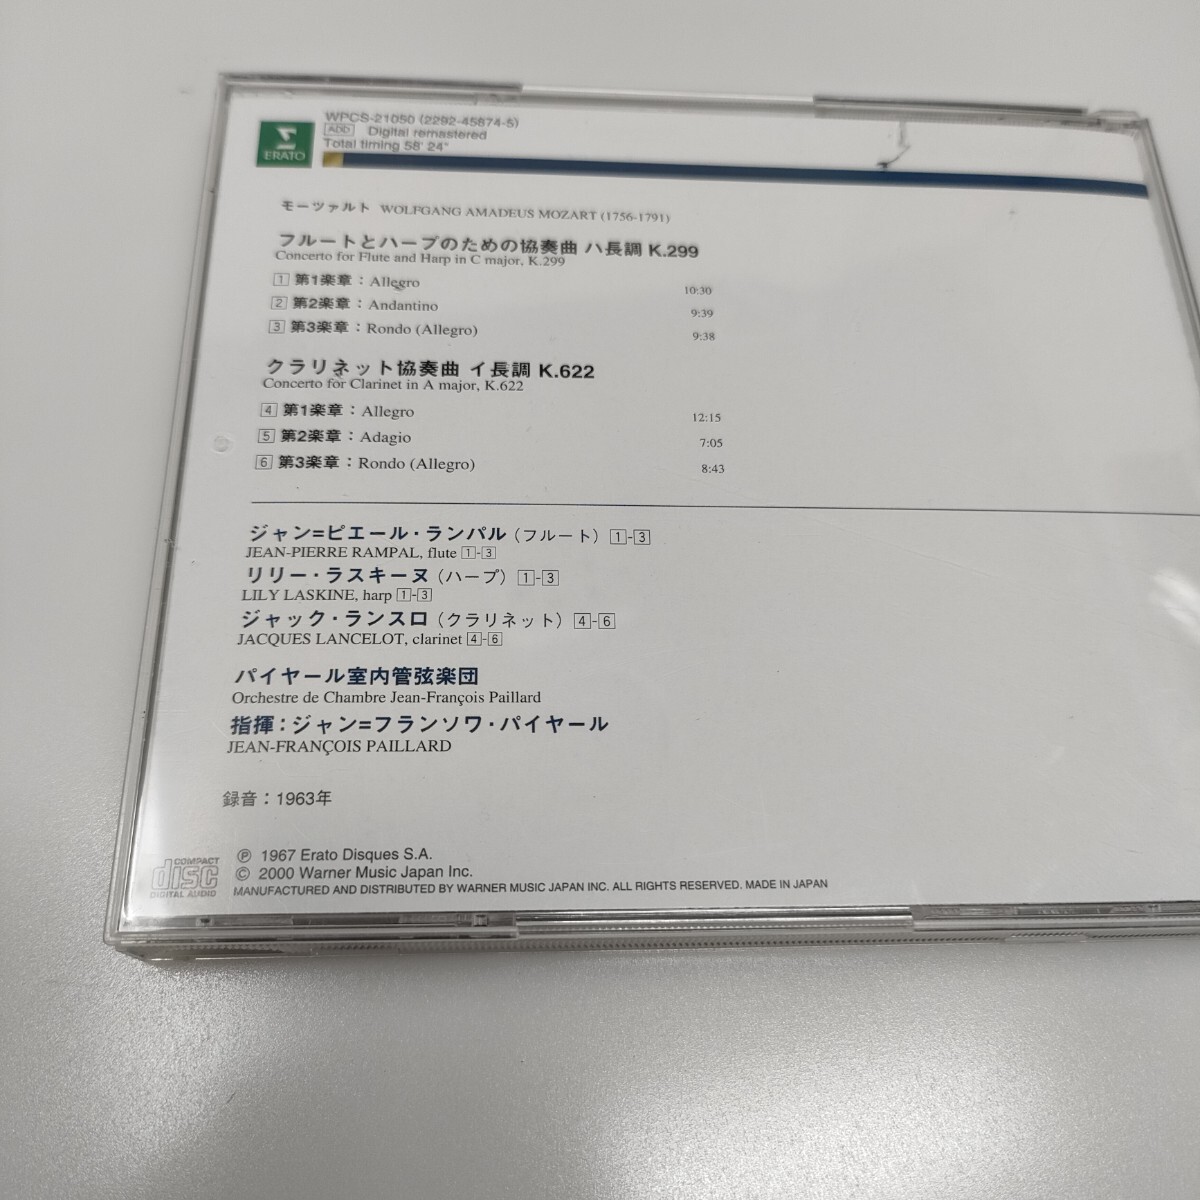 WPCS-21050 (2292-45874-5)
ADD Digital remastered
Total timing 58' 24"
ERATO
モーツァルト WOLFGANG AMADEUS MOZART (1756-1791)
フルートとハープのための協奏曲 ハ長調 K.299
Concerto for Flute and Harp in C major, K.299
1 第1楽章：Allegro 10:30
2 第2楽章：Andantino 9:39
3 第3楽章：Rondo (Allegro) 9:38
クラリネット協奏曲 イ長調 K.622
Concerto for Clarinet in A major, K.622
4 第1楽章：Allegro 12:15
5 第2楽章：Adagio 7:05
6 第3楽章：Rondo (Allegro) 8:43
ジャン=ピエール・ランパル（フルート）1-3
JEAN-PIERRE RAMPAL, flute 1-3
リリー・ラスキーヌ（ハープ）1-3
LILY LASKINE, harp 1-3
ジャック・ランスロ（クラリネット）4-6
JACQUES LANCELOT, clarinet 4-6
パイヤール室内管弦楽団
Orchestre de Chambre Jean-François Paillard
指揮：ジャン=フランソワ・パイヤール
JEAN-FRANÇOIS PAILLARD
録音：1963年
COMPACT
disc
DIGITAL AUDIO
℗ 1967 Erato Disques S.A.
© 2000 Warner Music Japan Inc.
MANUFACTURED AND DISTRIBUTED BY WARNER MUSIC JAPAN INC. ALL RIGHTS RESERVED. MADE IN JAPAN